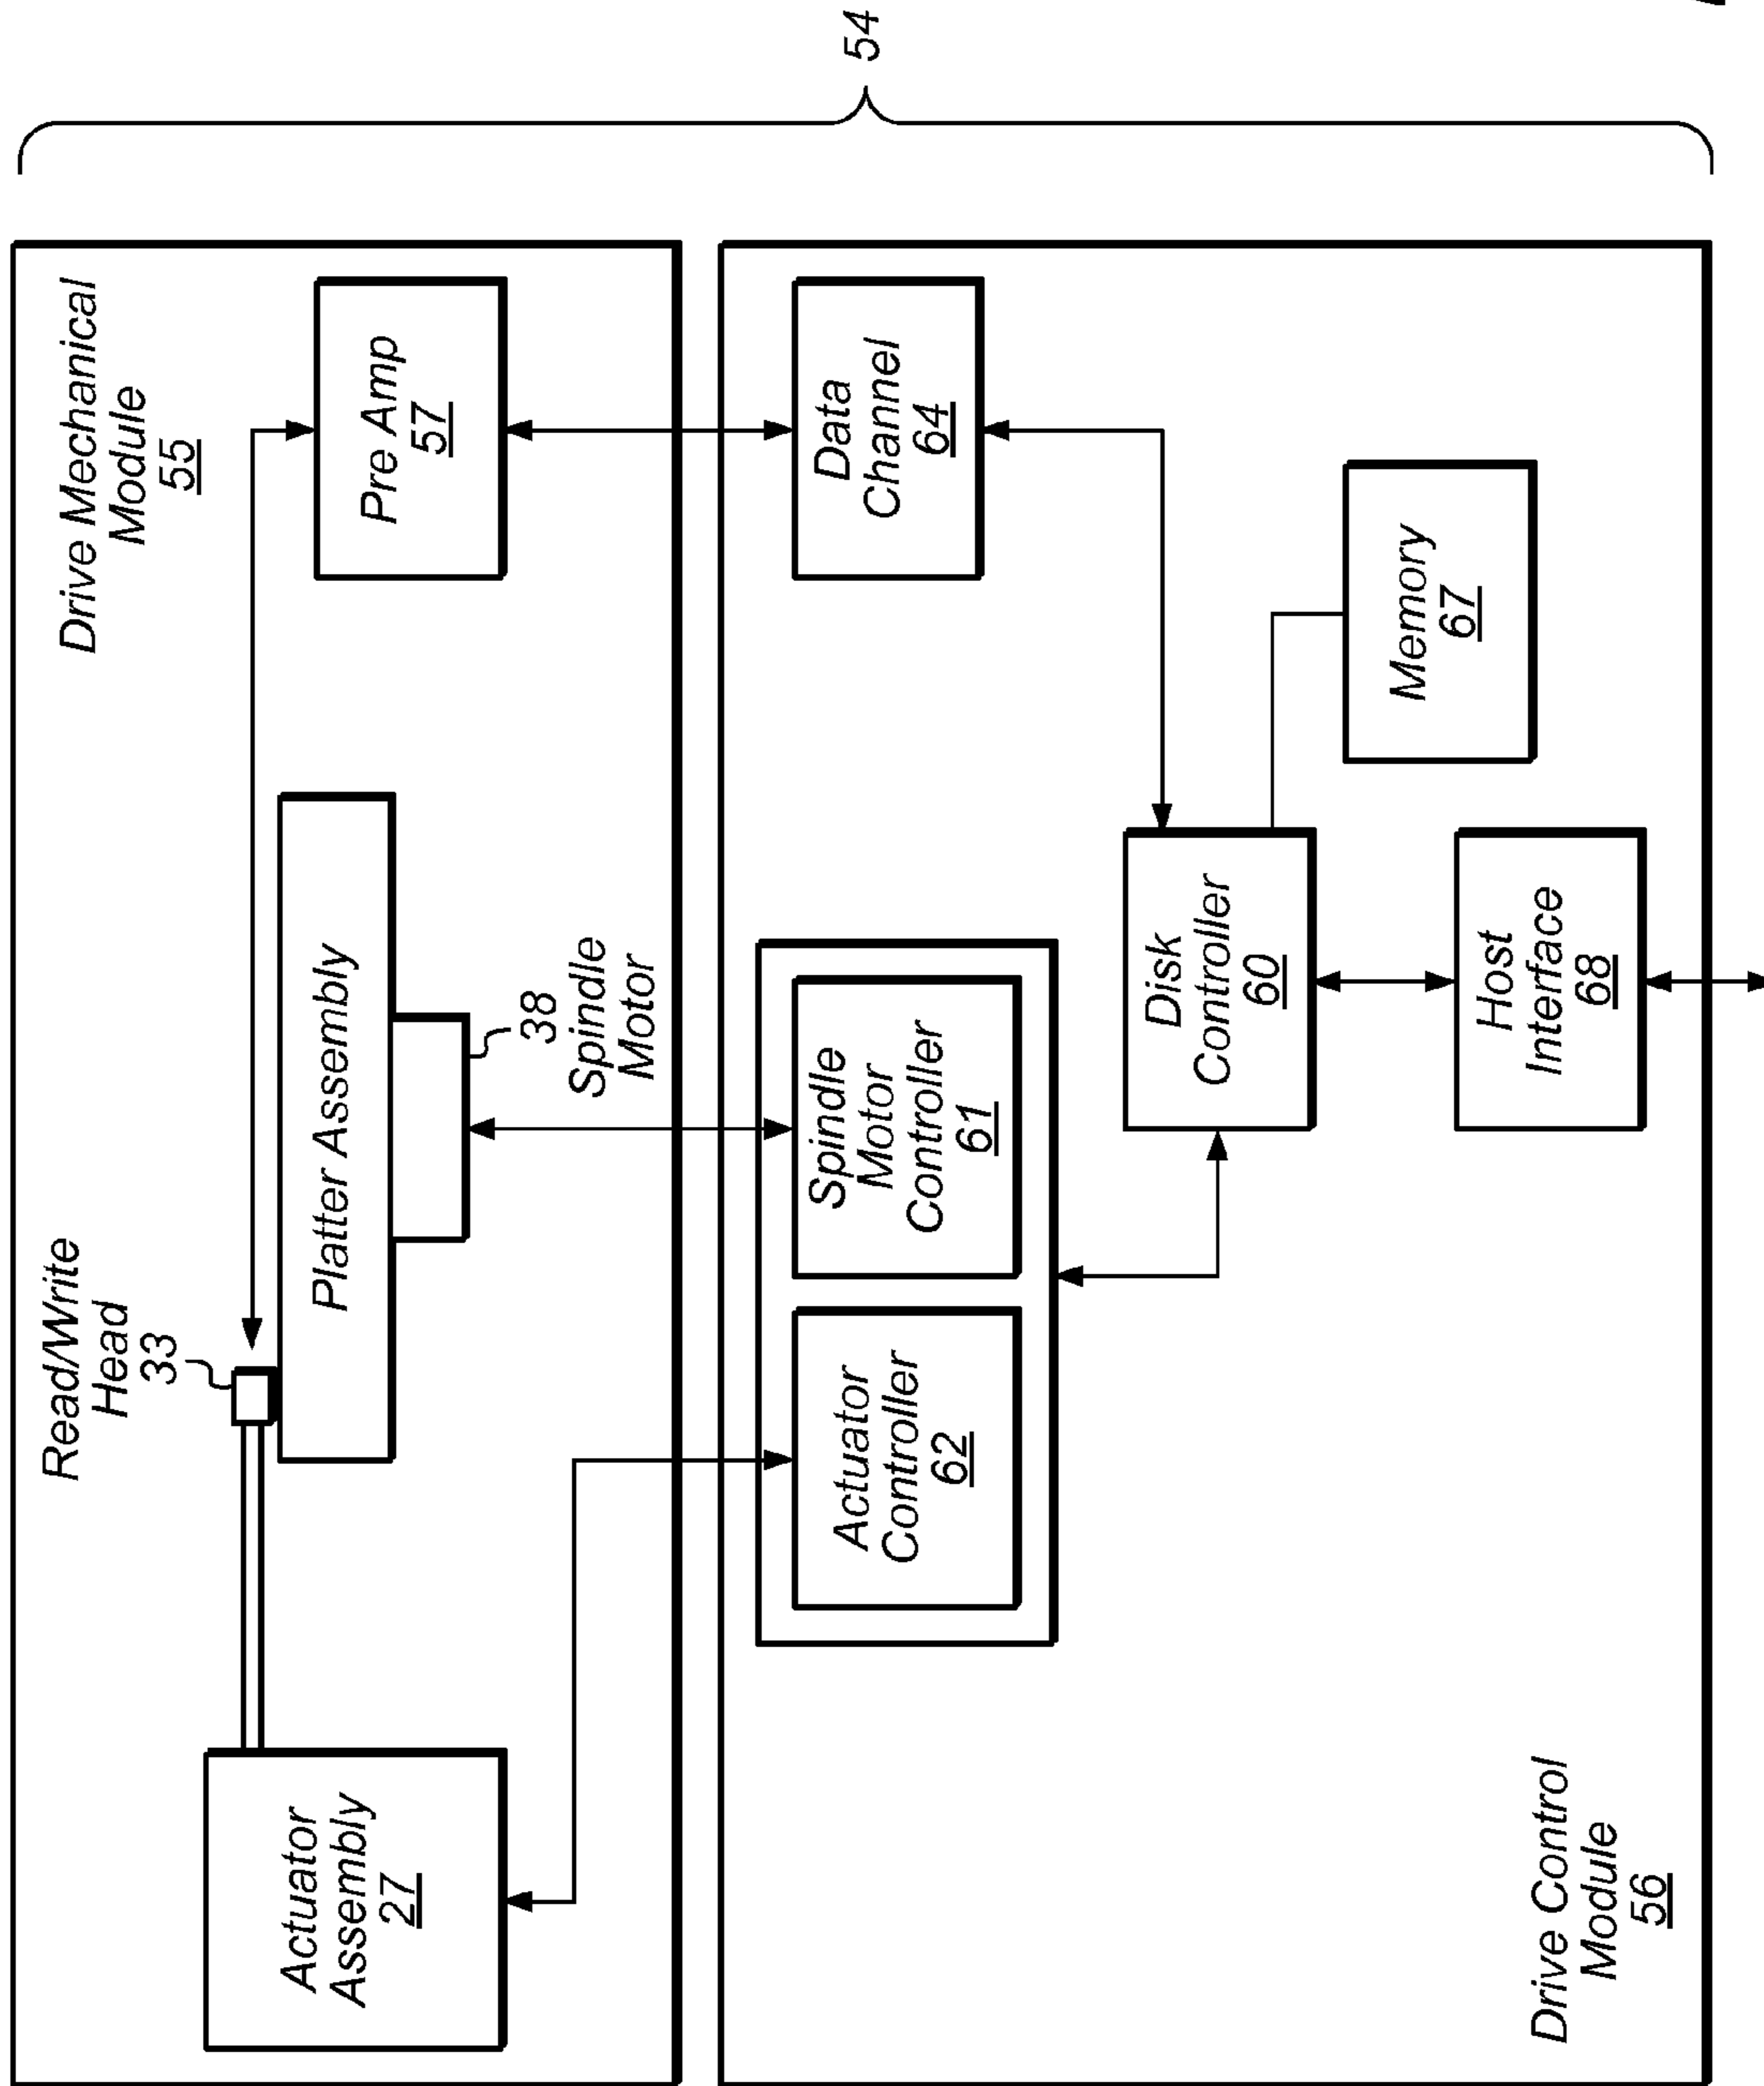 Read/Write
Head
33
Drive Mechanical
Module
55
Actuator
Assembly
27
Platter Assembly
Pre Amp
57
38
Spindle
Motor
54
Actuator
Controller
62
Spindle
Motor
Controller
61
Data
Channel
64
Disk
Controller
60
Memory
67
Host
Interface
68
Drive Control
Module
56